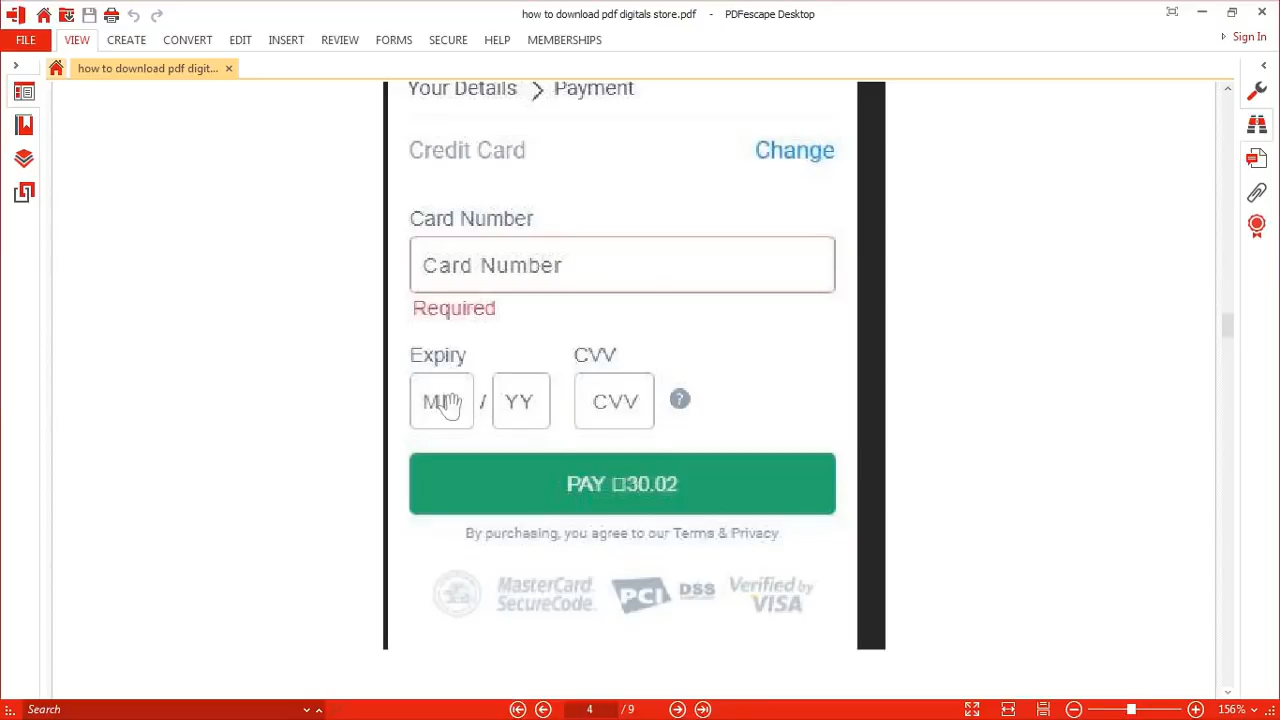 how to download pdf digitals store.pdf - PDFescape Desktop
FILE VIEW CREATE CONVERT EDIT INSERT REVIEW FORMS SECURE HELP MEMBERSHIPS Sign In
how to download pdf digit...
Your Details > Payment
Credit Card Change
Card Number
Card Number
Required
Expiry CVV
/ YY CVV ?
PAY □30.02
By purchasing, you agree to our Terms & Privacy
MasterCard. SecureCode.
PCI DSS
Verified by VISA
Search 4 / 9 156%